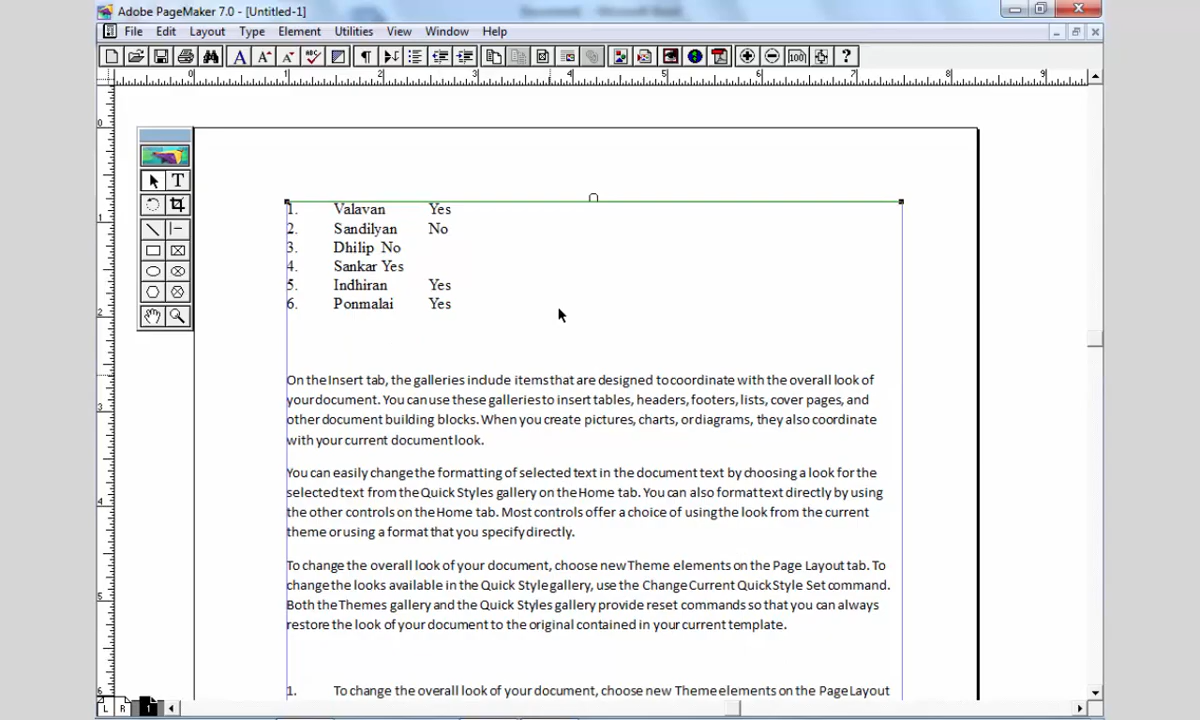 Adobe PageMaker 7.0 - [Untitled-1]
File Edit Layout Type Element Utilities View Window Help
0 1 2 3 4 5 6 7 8 9
1. Valavan Yes
2. Sandilyan No
3. Dhilip No
4. Sankar Yes
5. Indhiran Yes
6. Ponmalai Yes
On the Insert tab, the galleries include items that are designed to coordinate with the overall look of
your document. You can use these galleries to insert tables, headers, footers, lists, cover pages, and
other document building blocks. When you create pictures, charts, or diagrams, they also coordinate
with your current document look.
You can easily change the formatting of selected text in the document text by choosing a look for the
selected text from the Quick Styles gallery on the Home tab. You can also format text directly by using
the other controls on the Home tab. Most controls offer a choice of using the look from the current
theme or using a format that you specify directly.
To change the overall look of your document, choose new Theme elements on the Page Layout tab. To
change the looks available in the Quick Style gallery, use the Change Current Quick Style Set command.
Both the Themes gallery and the Quick Styles gallery provide reset commands so that you can always
restore the look of your document to the original contained in your current template.
1. To change the overall look of your document, choose new Theme elements on the Page Layout
L R 1